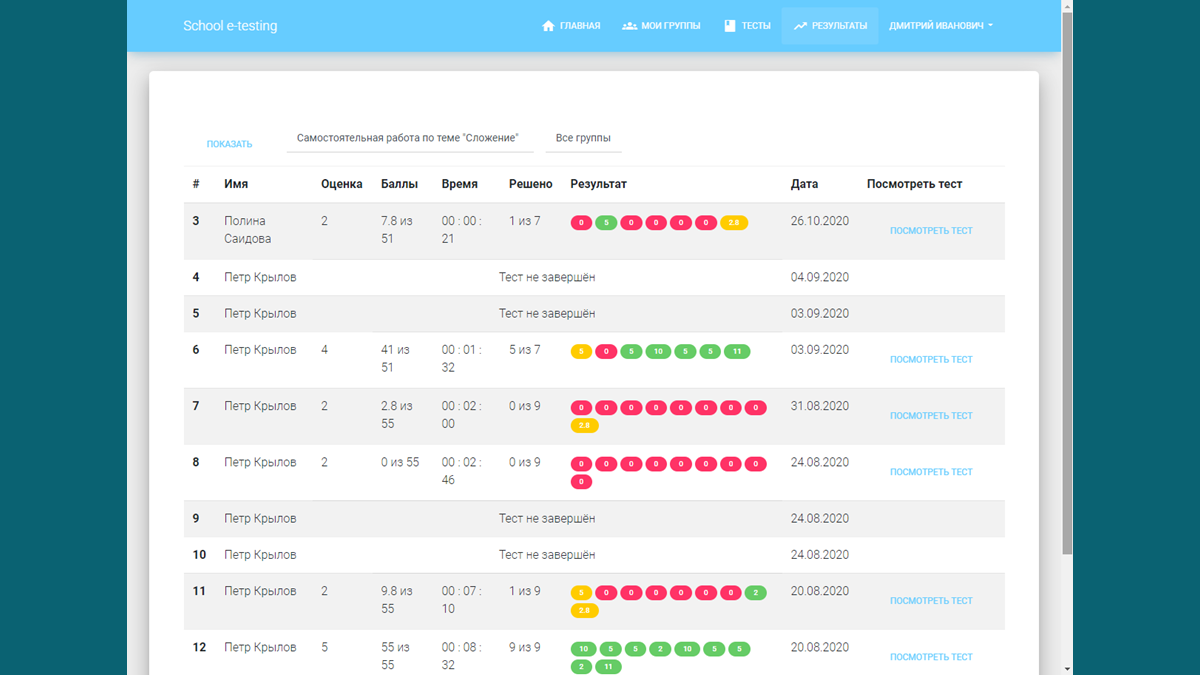 School e-testing
ГЛАВНАЯ МОИ ГРУППЫ ТЕСТЫ РЕЗУЛЬТАТЫ ДМИТРИЙ ИВАНОВИЧ
ПОКАЗАТЬ Самостоятельная работа по теме "Сложение" Все группы
# Имя Оценка Баллы Время Решено Результат Дата Посмотреть тест
3 Полина Саидова 2 7.8 из 51 00 : 00 : 21 1 из 7 0 5 0 0 0 0 2.8 26.10.2020 ПОСМОТРЕТЬ ТЕСТ
4 Петр Крылов Тест не завершён 04.09.2020
5 Петр Крылов Тест не завершён 03.09.2020
6 Петр Крылов 4 41 из 51 00 : 01 : 32 5 из 7 5 0 5 10 5 5 11 03.09.2020 ПОСМОТРЕТЬ ТЕСТ
7 Петр Крылов 2 2.8 из 55 00 : 02 : 00 0 из 9 0 0 0 0 0 0 0 0 2.8 31.08.2020 ПОСМОТРЕТЬ ТЕСТ
8 Петр Крылов 2 0 из 55 00 : 02 : 46 0 из 9 0 0 0 0 0 0 0 0 0 24.08.2020 ПОСМОТРЕТЬ ТЕСТ
9 Петр Крылов Тест не завершён 24.08.2020
10 Петр Крылов Тест не завершён 24.08.2020
11 Петр Крылов 2 9.8 из 55 00 : 07 : 10 1 из 9 5 0 0 0 0 0 0 2 2.8 20.08.2020 ПОСМОТРЕТЬ ТЕСТ
12 Петр Крылов 5 55 из 55 00 : 08 : 32 9 из 9 10 5 5 2 10 5 5 2 11 20.08.2020 ПОСМОТРЕТЬ ТЕСТ